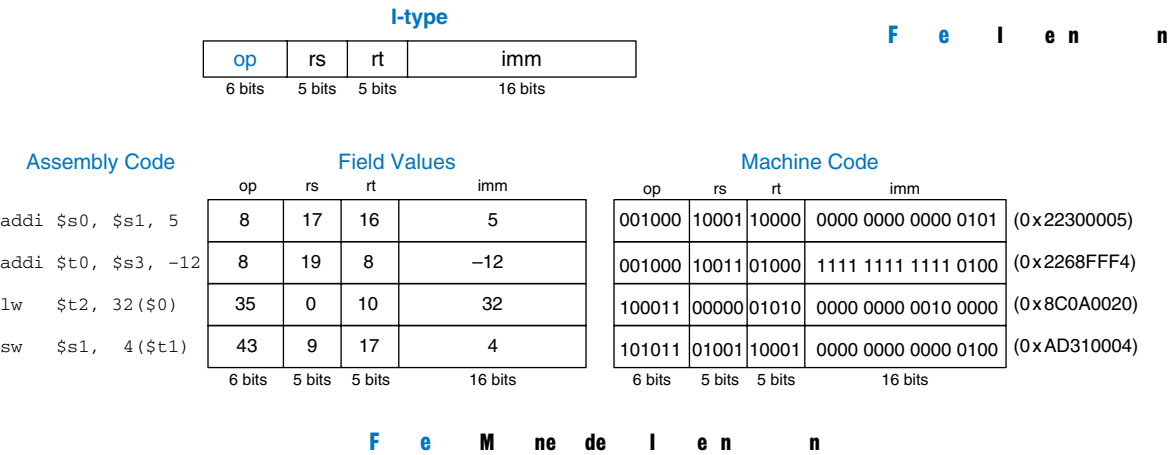 I-type
op rs rt imm
6 bits 5 bits 5 bits 16 bits
F e I e n n
Assembly Code Field Values Machine Code
op rs rt imm op rs rt imm
addi $s0, $s1, 5 8 17 16 5 001000 10001 10000 0000 0000 0000 0101 (0x22300005)
addi $t0, $s3, –12 8 19 8 –12 001000 10011 01000 1111 1111 1111 0100 (0x2268FFF4)
lw $t2, 32($0) 35 0 10 32 100011 00000 01010 0000 0000 0010 0000 (0x8C0A0020)
sw $s1, 4($t1) 43 9 17 4 101011 01001 10001 0000 0000 0000 0100 (0xAD310004)
6 bits 5 bits 5 bits 16 bits 6 bits 5 bits 5 bits 16 bits
F e M ne de I e n n